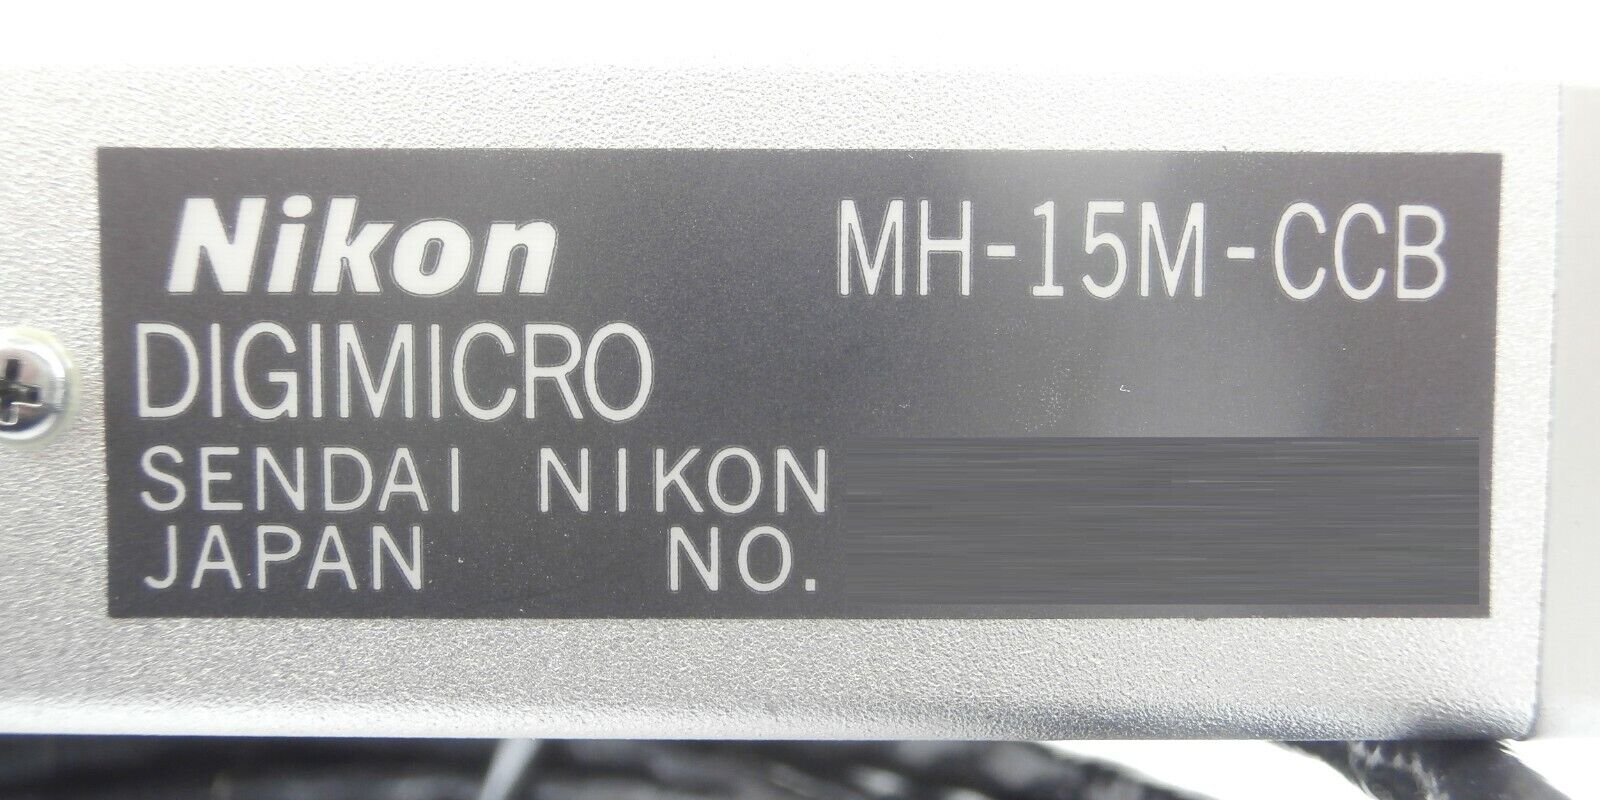 Nikon MH-15M-CCB
DIGIMICRO
SENDAI NIKON
JAPAN NO.